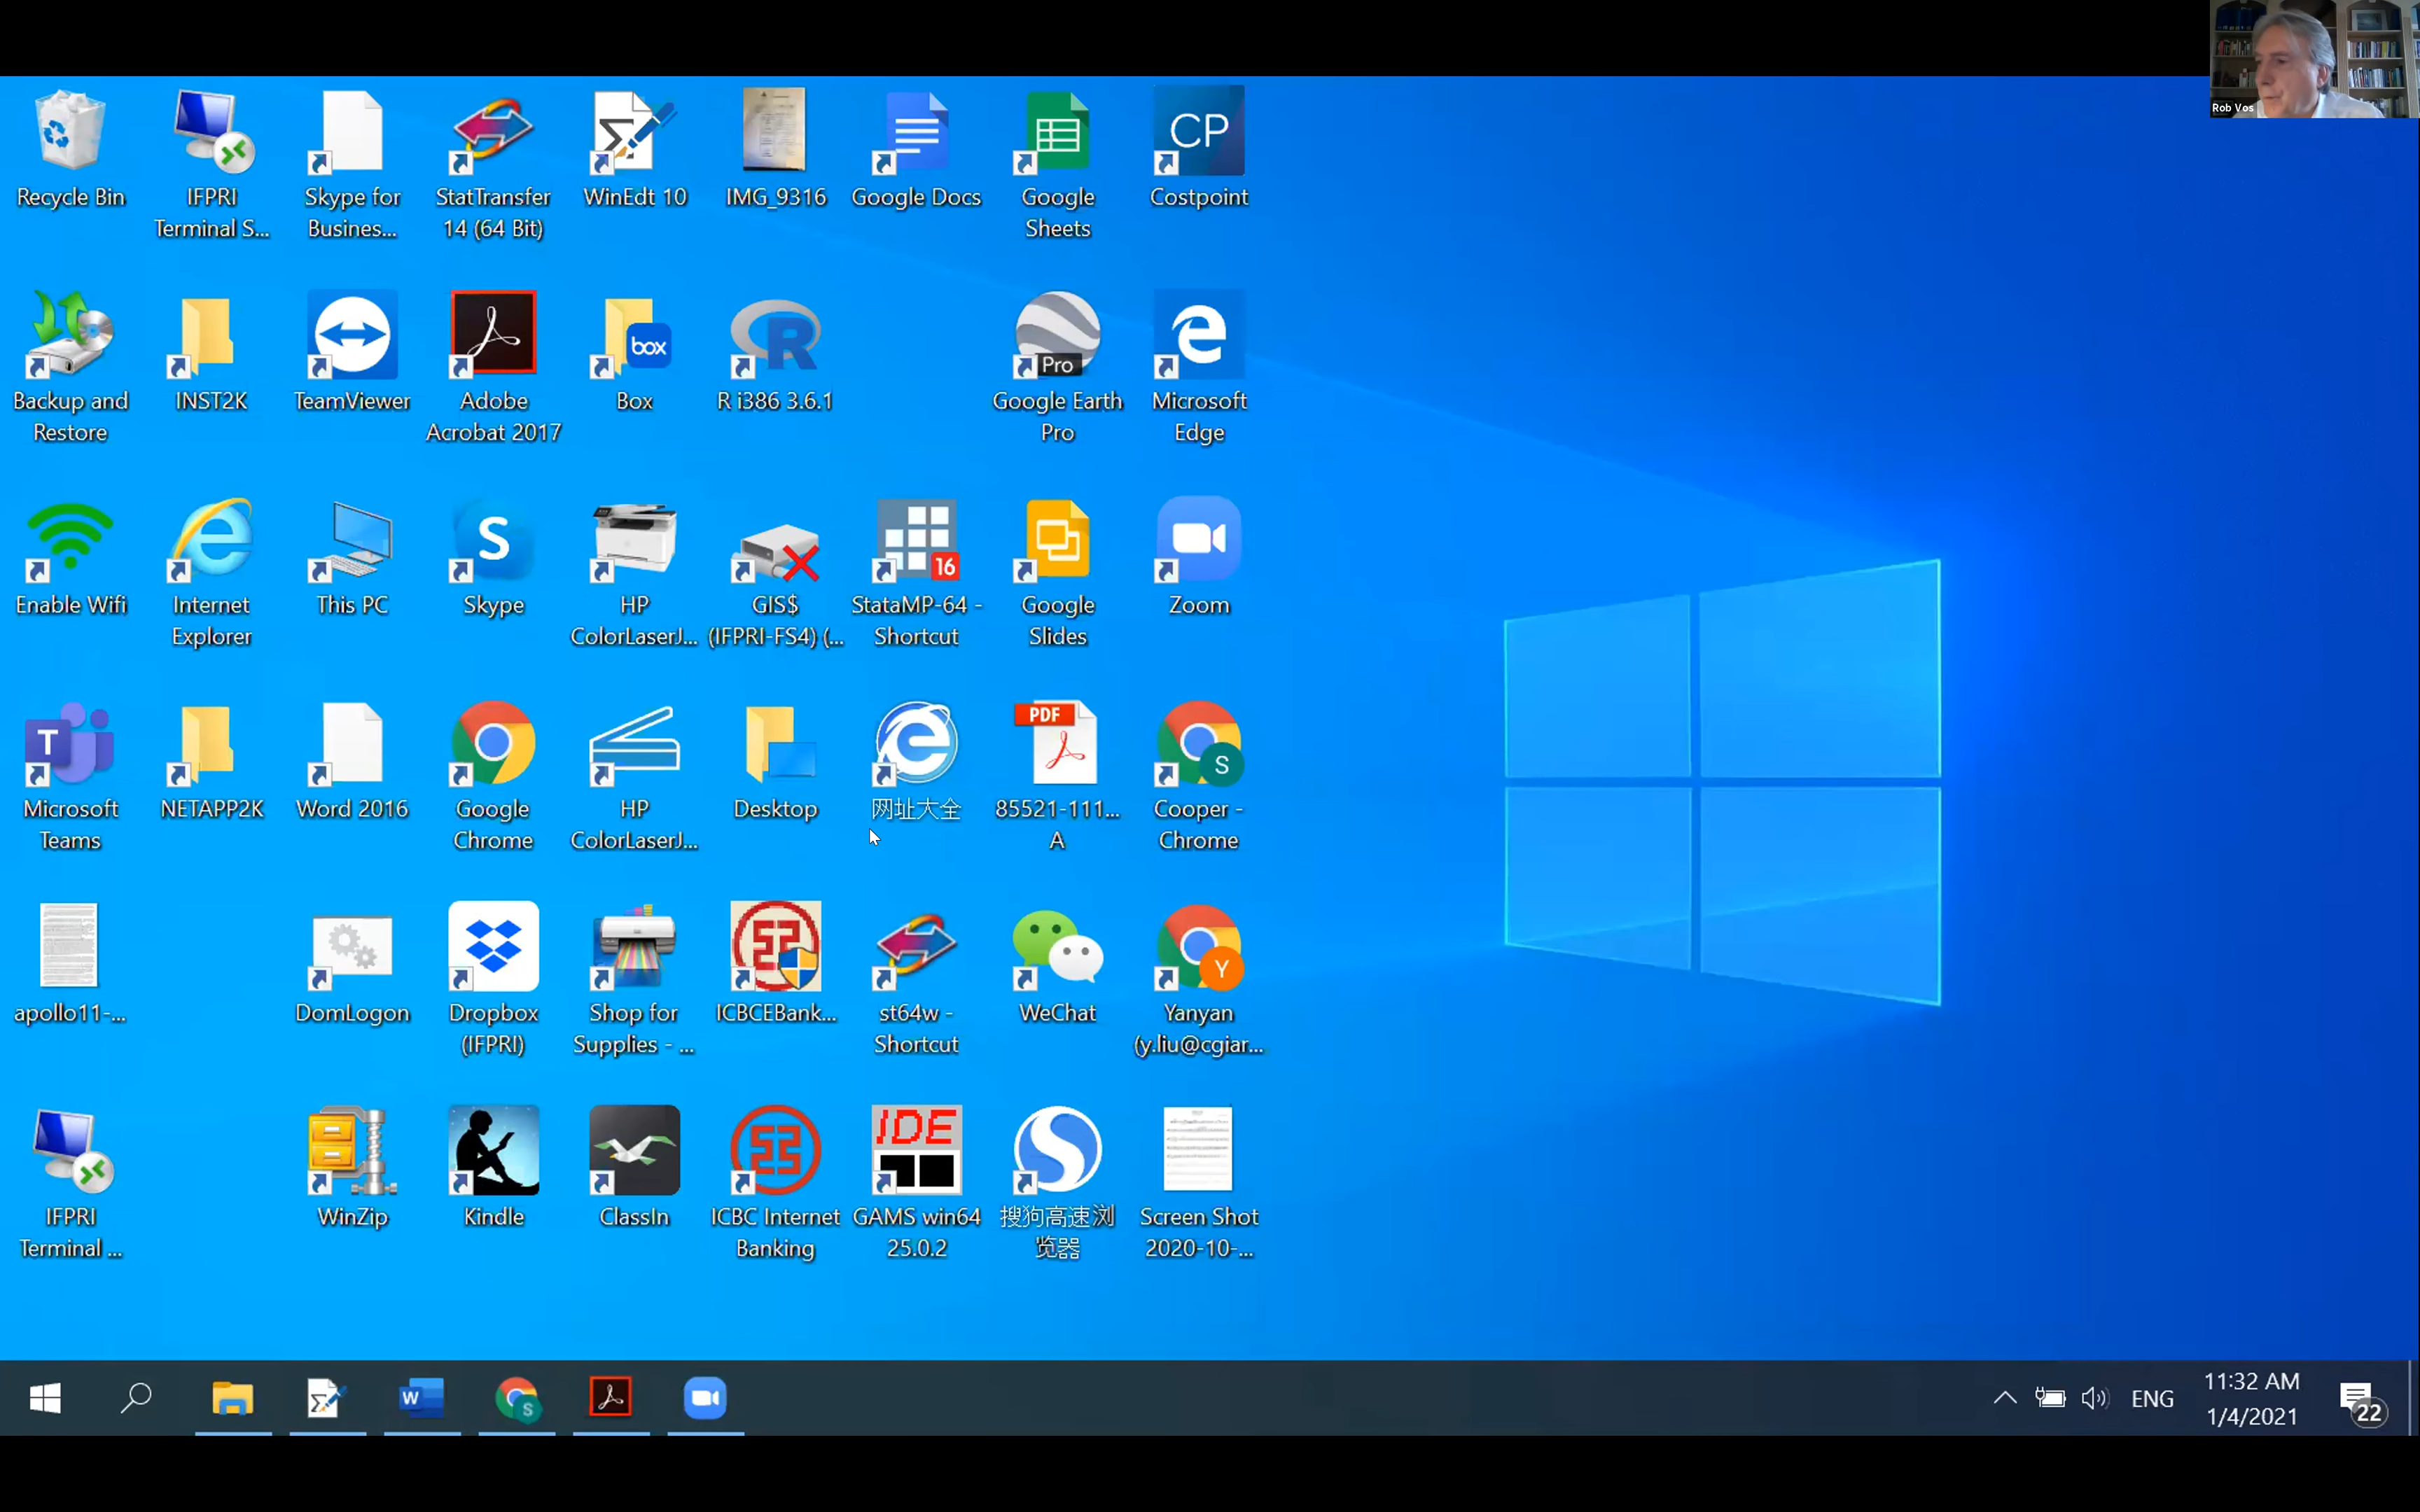 Rob Vos
CP
Recycle Bin
IFPRI
Terminal S...
Skype for
Busines...
StatTransfer
14 (64 Bit)
WinEdt 10
IMG_9316
Google Docs
Google
Sheets
Costpoint
box
R
Pro
Backup and
Restore
INST2K
TeamViewer
Adobe
Acrobat 2017
Box
R i386 3.6.1
Google Earth
Pro
Microsoft
Edge
S
16
Enable Wifi
Internet
Explorer
This PC
Skype
HP
ColorLaserJ...
GIS$
(IFPRI-FS4) (...
StataMP-64 -
Shortcut
Google
Slides
Zoom
T
PDF
S
Microsoft
Teams
NETAPP2K
Word 2016
Google
Chrome
HP
ColorLaserJ...
Desktop
网址大全
85521-111...
A
Cooper -
Chrome
Y
apollo11-...
DomLogon
Dropbox
(IFPRI)
Shop for
Supplies - ...
ICBCEBank...
st64w -
Shortcut
WeChat
Yanyan
(y.liu@cgiar...
IDE
S
IFPRI
Terminal ...
WinZip
Kindle
ClassIn
ICBC Internet
Banking
GAMS win64
25.0.2
搜狗高速浏
览器
Screen Shot
2020-10-...
W
S
ENG
11:32 AM
1/4/2021
22